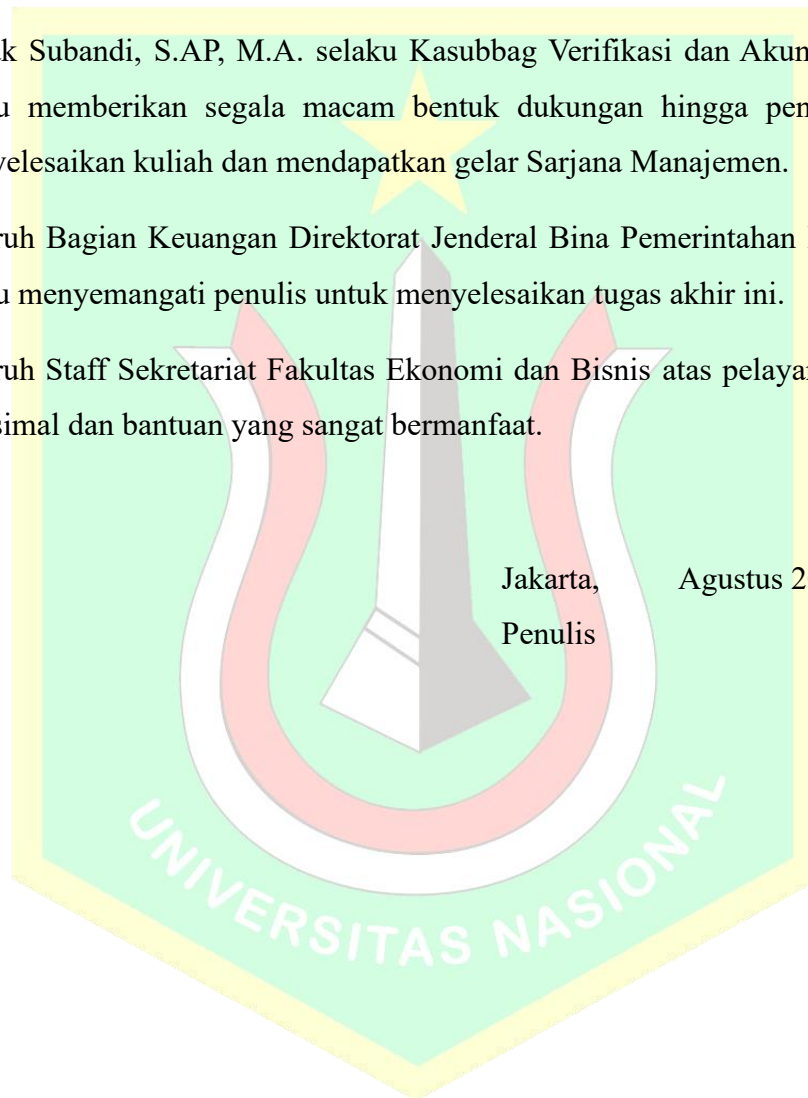 k Subandi, S.AP, M.A. selaku Kasubbag Verifikasi dan Akun
u memberikan segala macam bentuk dukungan hingga pen
yelesaikan kuliah dan mendapatkan gelar Sarjana Manajemen.
ruh Bagian Keuangan Direktorat Jenderal Bina Pemerintahan
u menyemangati penulis untuk menyelesaikan tugas akhir ini.
ruh Staff Sekretariat Fakultas Ekonomi dan Bisnis atas pelaya
simal dan bantuan yang sangat bermanfaat.
Jakarta, Agustus 2
Penulis
UNIVERSITAS NASIONAL